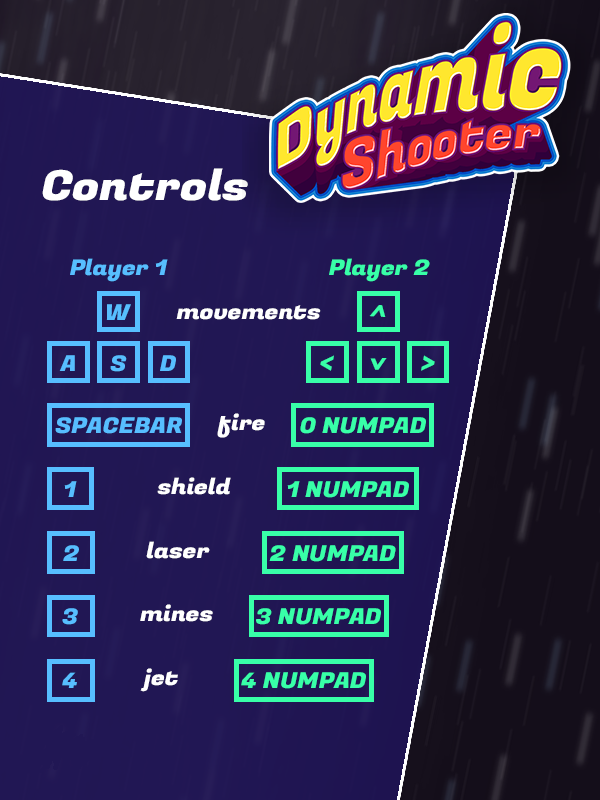 Dynamic
Shooter
Controls
Player 1 Player 2
W movements ^
A S D < v >
SPACEBAR fire 0 NUMPAD
1 shield 1 NUMPAD
2 laser 2 NUMPAD
3 mines 3 NUMPAD
4 jet 4 NUMPAD